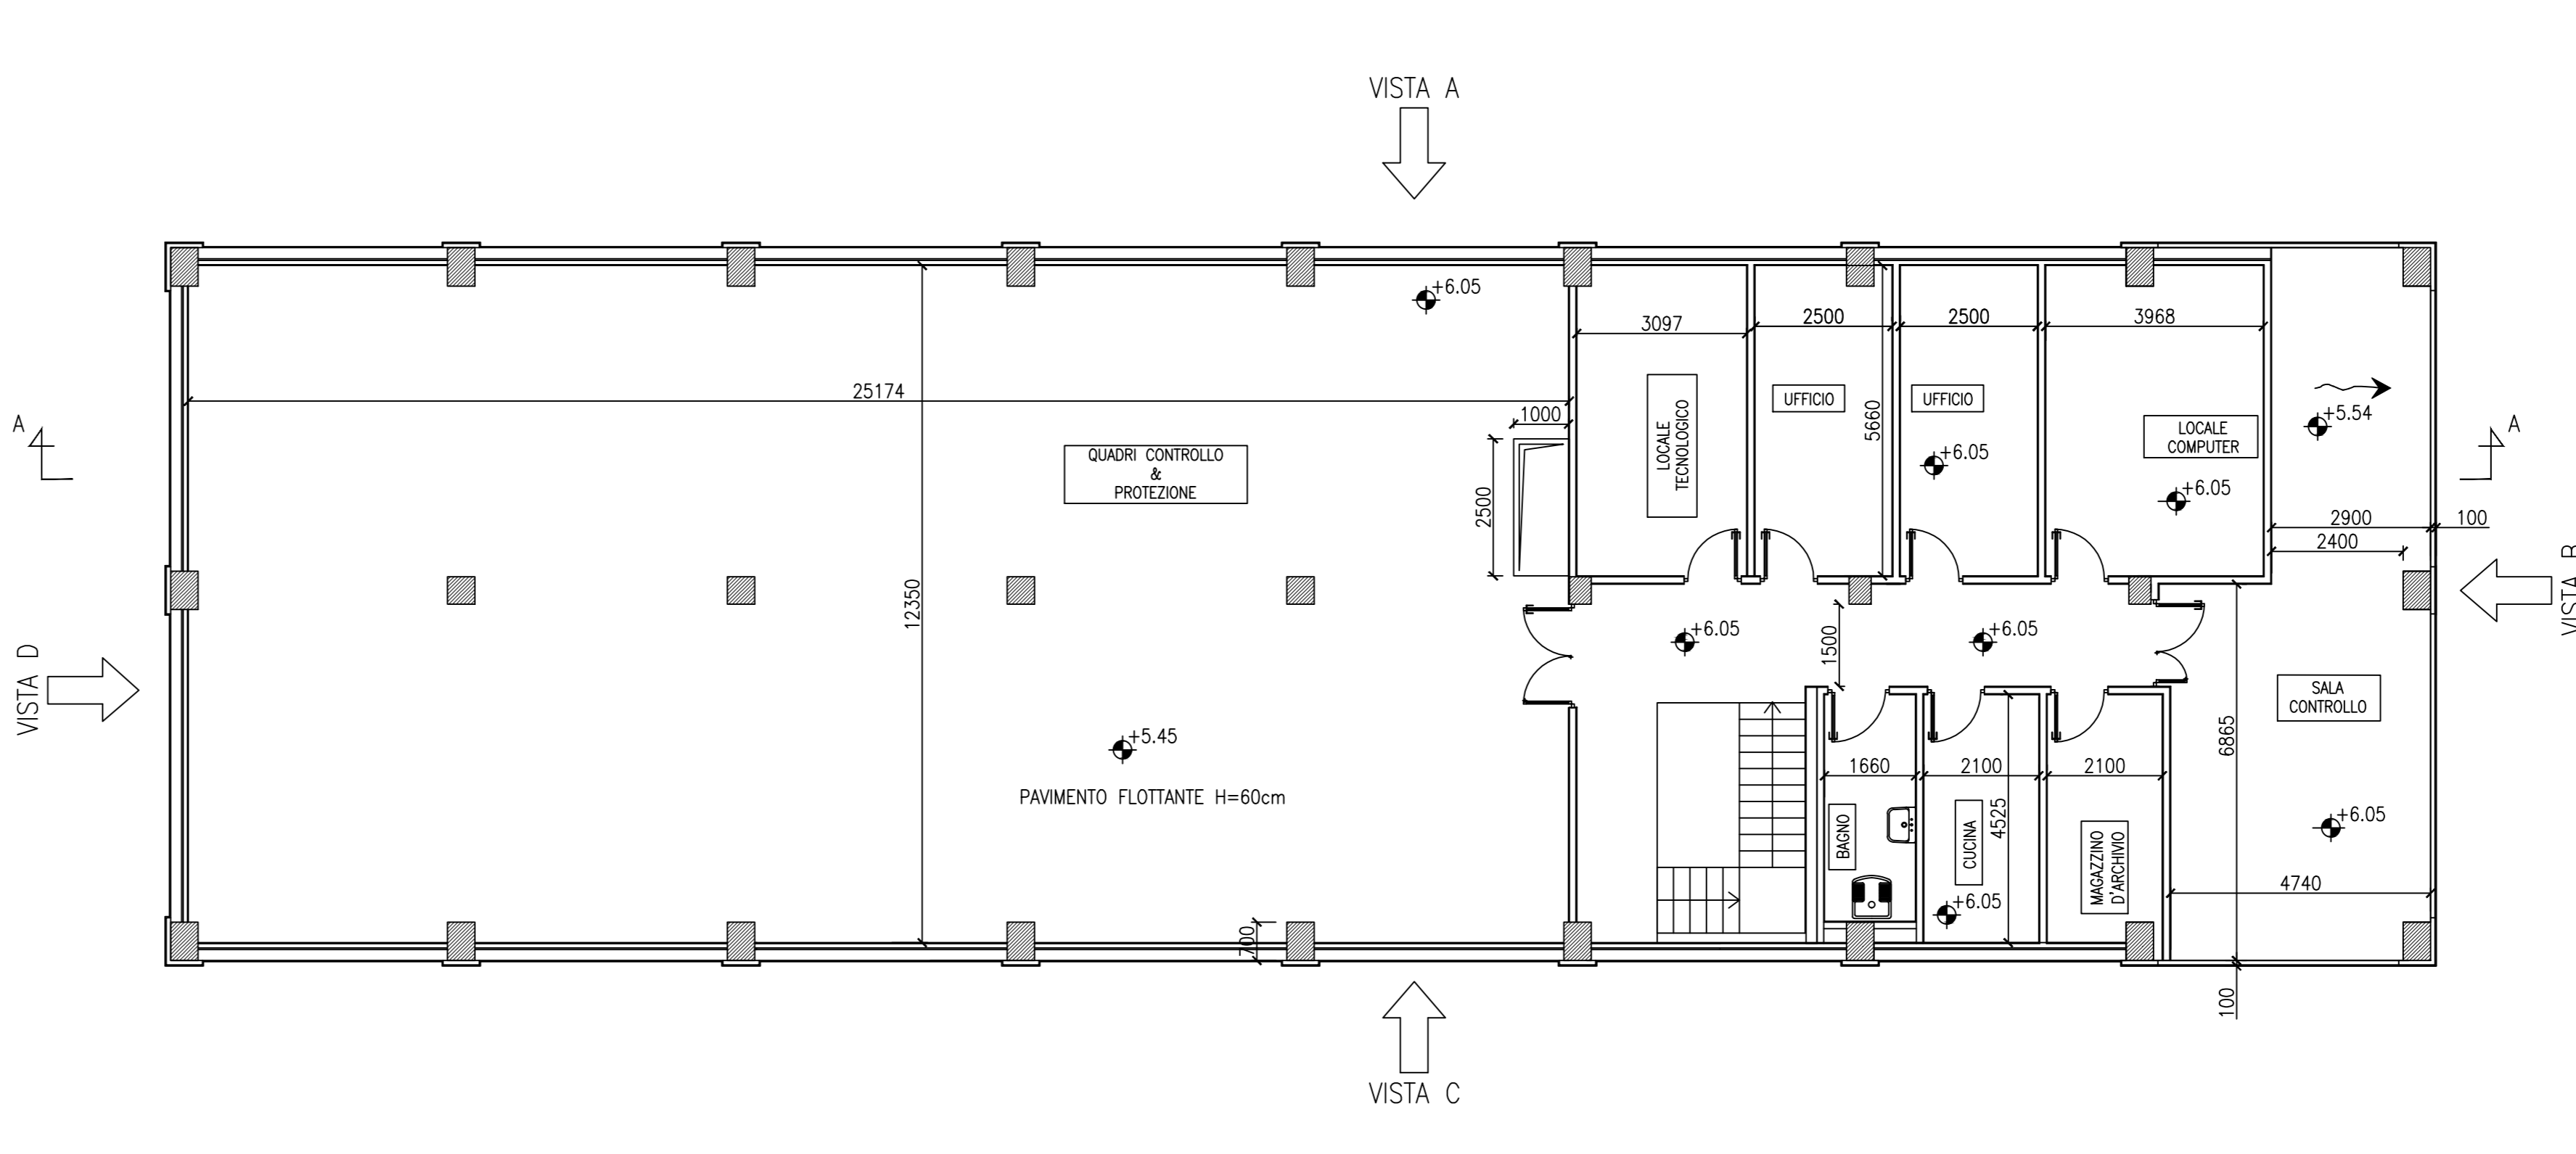 VISTA A
+6.05
3097
2500
2500
3968
25174
1000
A
A
UFFICIO
UFFICIO
5660
LOCALE
TECNOLOGICO
LOCALE
COMPUTER
+5.54
QUADRI CONTROLLO
&
PROTEZIONE
+6.05
+6.05
2500
2900
100
2400
12350
VISTA B
+6.05
1500
+6.05
VISTA D
SALA
CONTROLLO
+5.45
6865
1660
2100
2100
PAVIMENTO FLOTTANTE H=60cm
BAGNO
CUCINA
4525
MAGAZZINO
D'ARCHIVIO
+6.05
4740
+6.05
700
100
VISTA C